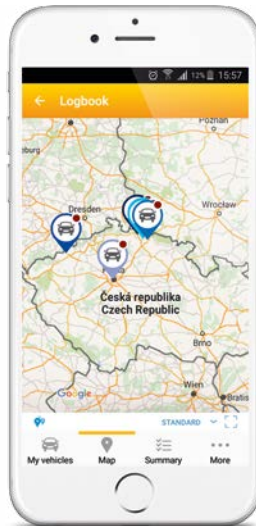 12% 15:57
Logbook
Poznań
Dresden
Wrocław
Česká republika
Czech Republic
Brno
Wien
Bratis
Google
STANDARD
My vehicles Map Summary More